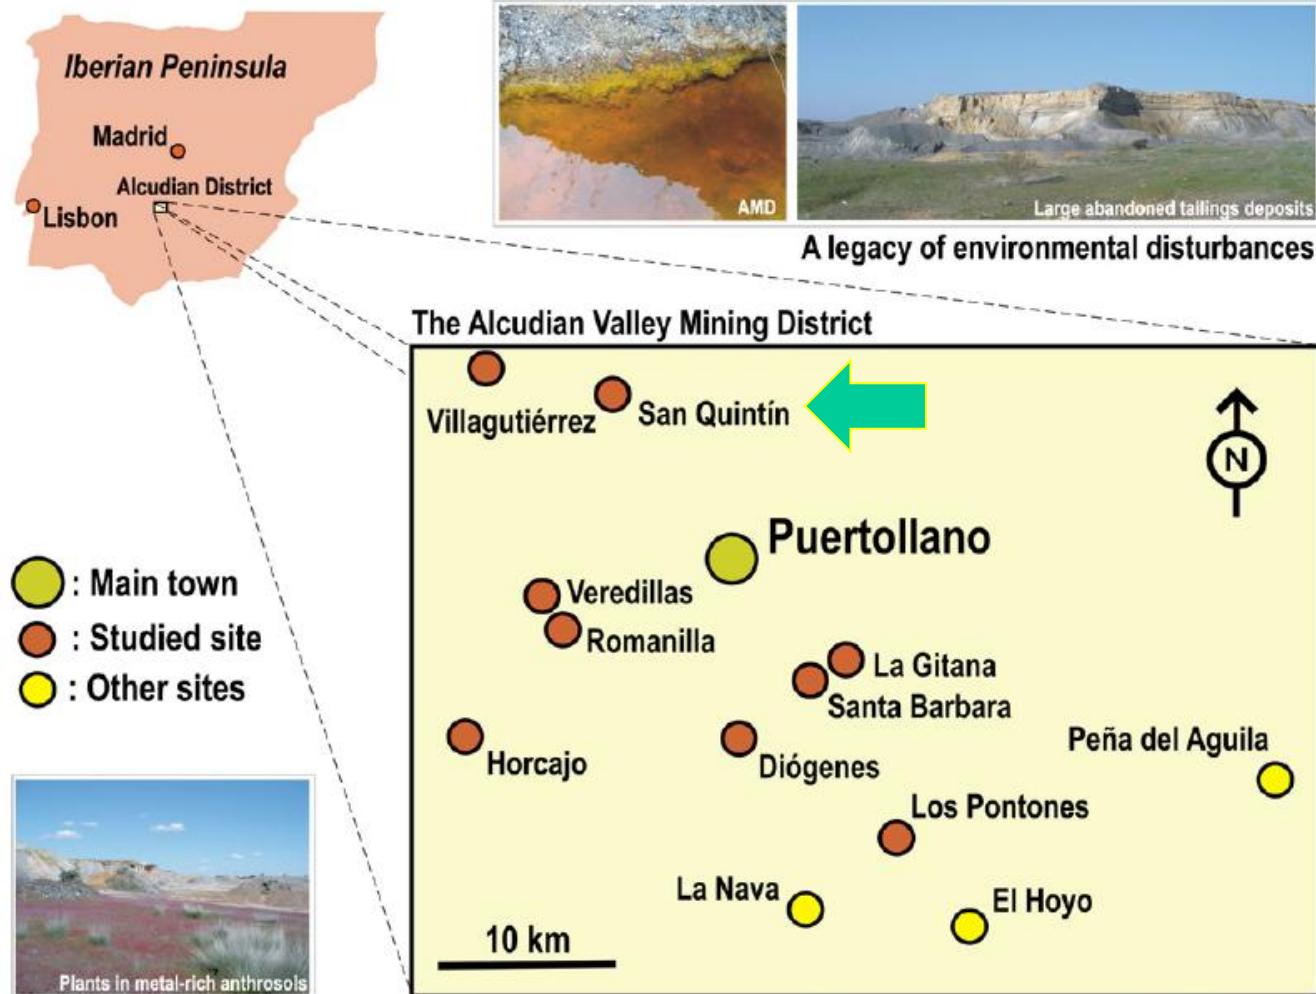 Iberian Peninsula
Madrid
Alcudian District
Lisbon
AMD
Large abandoned tailings deposits
A legacy of environmental disturbances
The Alcudian Valley Mining District
Villagutiérrez
San Quintín
N
Puertollano
: Main town
: Studied site
: Other sites
Veredillas
Romanilla
La Gitana
Santa Barbara
Peña del Aguila
Horcajo
Diógenes
Los Pontones
La Nava
El Hoyo
10 km
Plants in metal-rich anthrosols